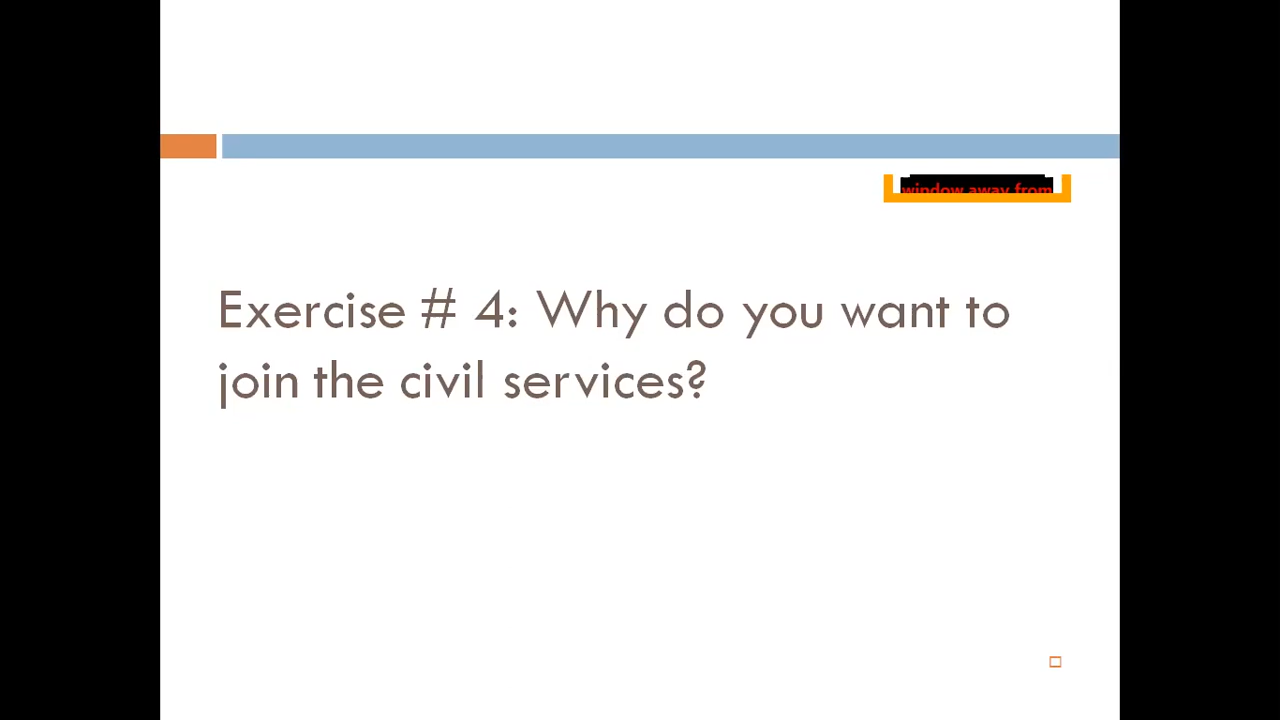 window away from
Exercise # 4: Why do you want to
join the civil services?